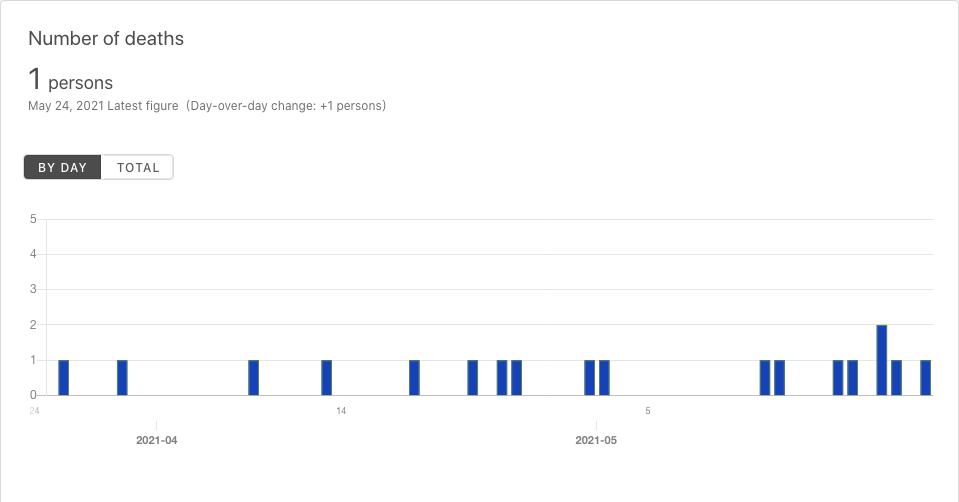 Number of deaths
1 persons
May 24, 2021 Latest figure (Day-over-day change: +1 persons)
BY DAY TOTAL
5
4
3
2
1
0
24 14 5
2021-04 2021-05